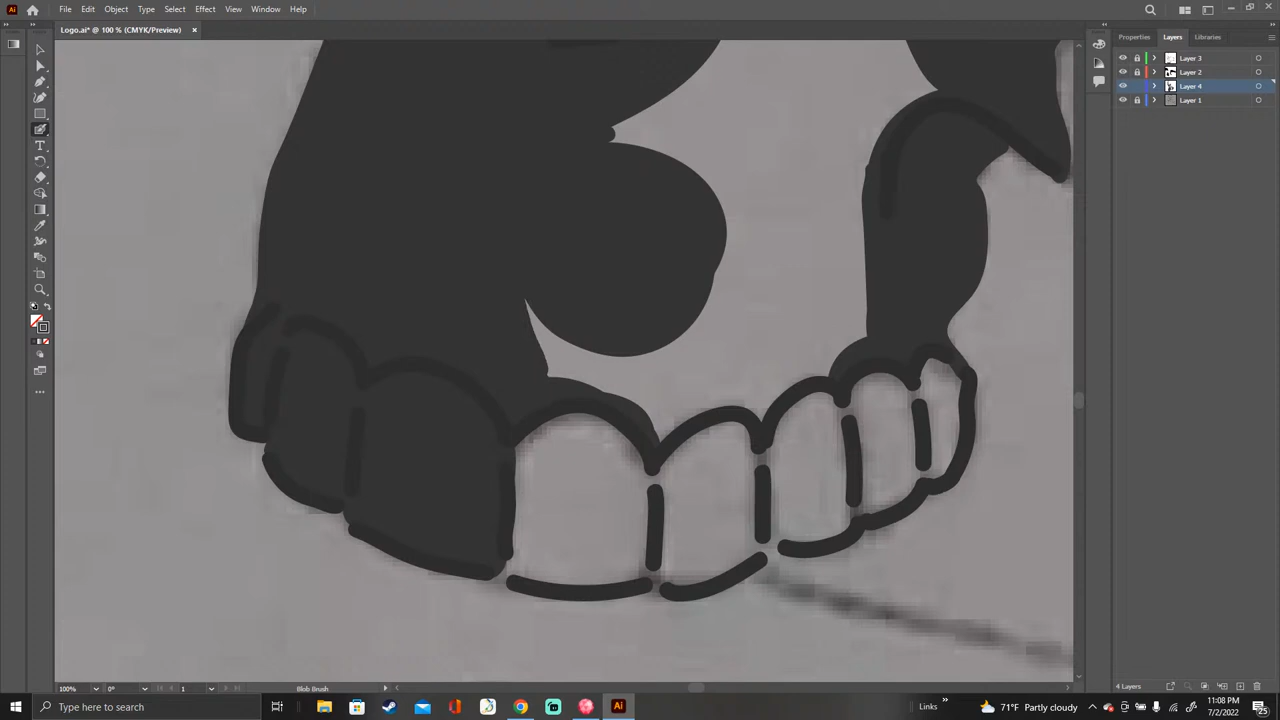 File Edit Object Type Select Effect View Window Help
Logo.ai* @ 100 % (CMYK/Preview) ×
Properties Layers Libraries
Layer 3
Layer 2
Layer 4
Layer 1
4 Layers
100% 0° 1 Blob Brush
Type here to search
Links 71°F Partly cloudy
11:08 PM
7/2/2022
Ai